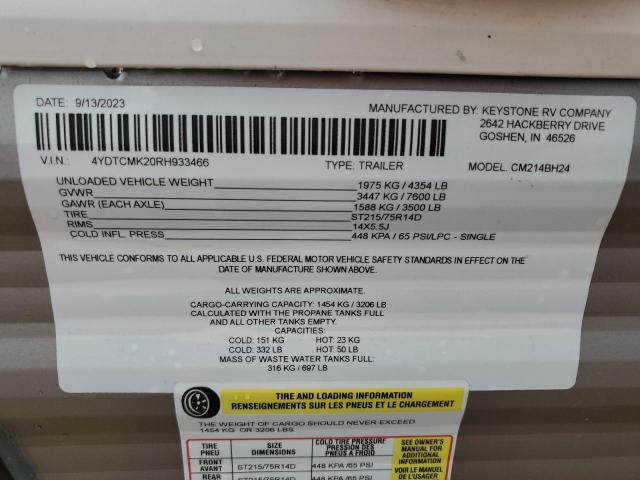 DATE: 9/13/2023
MANUFACTURED BY: KEYSTONE RV COMPANY
2642 HACKBERRY DRIVE
GOSHEN, IN 46526
V.I.N.: 4YDTCMK20RH933466 TYPE: TRAILER MODEL: CM214BH24
UNLOADED VEHICLE WEIGHT 1975 KG / 4354 LB
GVWR 3447 KG / 7600 LB
GAWR (EACH AXLE) 1588 KG / 3500 LB
TIRE ST215/75R14D
RIMS 14X5.5J
COLD INFL. PRESS 448 KPA / 65 PSI/LPC - SINGLE
THIS VEHICLE CONFORMS TO ALL APPLICABLE U.S. FEDERAL MOTOR VEHICLE SAFETY STANDARDS IN EFFECT ON THE
DATE OF MANUFACTURE SHOWN ABOVE.
ALL WEIGHTS ARE APPROXIMATE.
CARGO-CARRYING CAPACITY: 1454 KG / 3206 LB
CALCULATED WITH THE PROPANE TANKS FULL
AND ALL OTHER TANKS EMPTY.
CAPACITIES:
COLD: 151 KG HOT: 23 KG
COLD: 332 LB HOT: 50 LB
MASS OF WASTE WATER TANKS FULL:
316 KG / 697 LB
TIRE AND LOADING INFORMATION
RENSEIGNEMENTS SUR LES PNEUS ET LE CHARGEMENT
THE WEIGHT OF CARGO SHOULD NEVER EXCEED
1454 KG OR 3206 LBS
TIRE PNEU SIZE DIMENSIONS COLD TIRE PRESSURE PRESSION DES PNEUS À FROID
SEE OWNER'S MANUAL FOR ADDITIONAL INFORMATION
FRONT AVANT ST215/75R14D 448 KPA /65 PSI
VOIR LE MANUEL DE L'USAGER
REAR ST215/75R14D 448 KPA /65 PSI